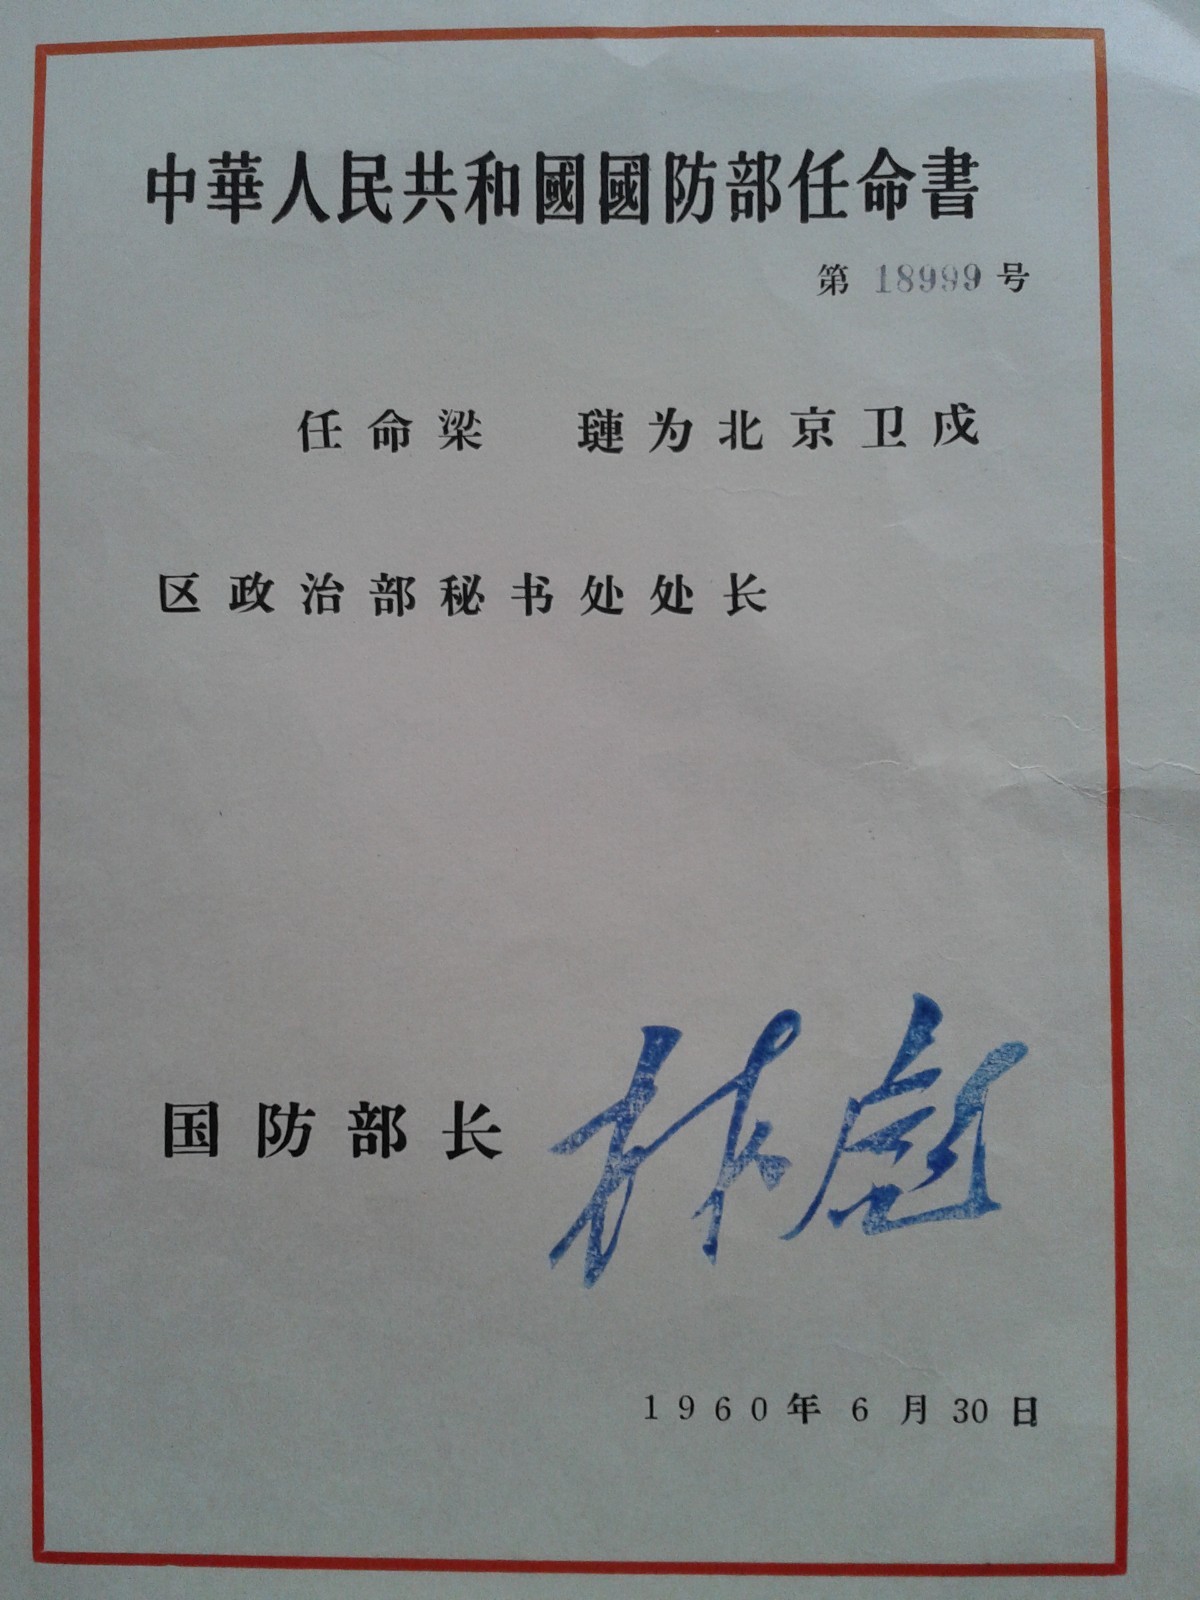 中華人民共和國國防部任命書
第 18999 号
任命梁 璉为北京卫戍
区政治部秘书处处长
国防部长 林彪
1960年6月30日